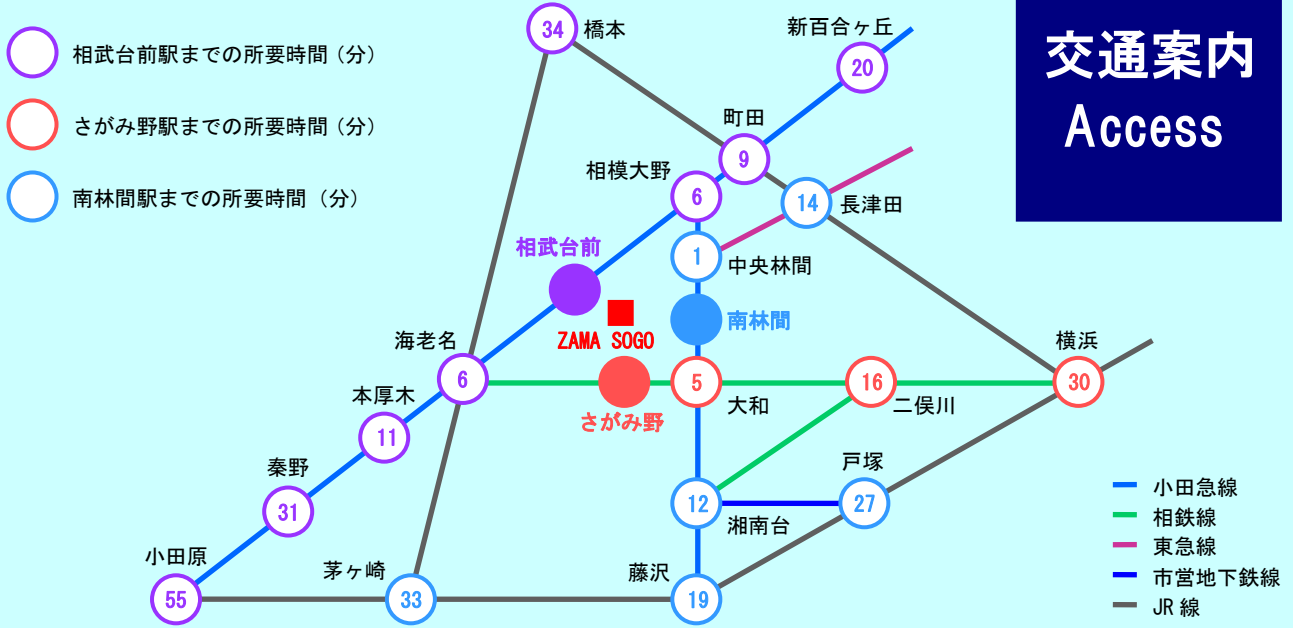 交通案内
Access
相武台前駅までの所要時間（分）
さがみ野駅までの所要時間（分）
南林間駅までの所要時間（分）
34
橋本
新百合ヶ丘
20
町田
9
相模大野
6
14
長津田
相武台前
1
中央林間
ZAMA SOGO
南林間
海老名
6
さがみ野
5
大和
16
二俣川
横浜
30
本厚木
11
秦野
31
12
湘南台
戸塚
27
小田原
55
茅ヶ崎
33
藤沢
19
小田急線
相鉄線
東急線
市営地下鉄線
JR線